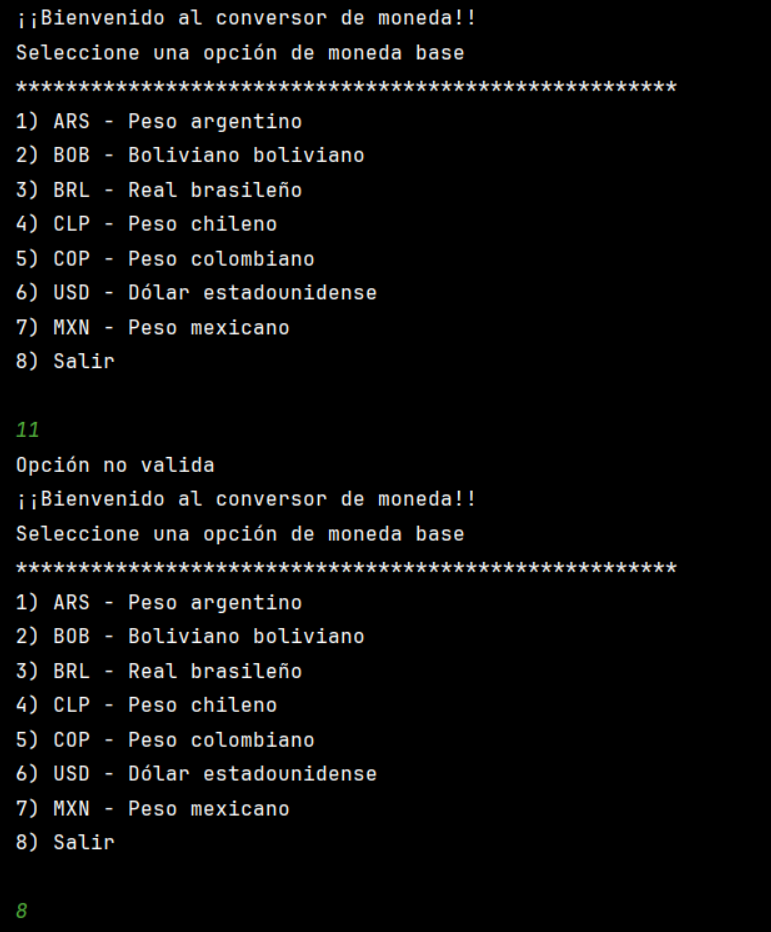 ¡¡Bienvenido al conversor de moneda!!
Seleccione una opción de moneda base
*****************************************************
1) ARS - Peso argentino
2) BOB - Boliviano boliviano
3) BRL - Real brasileño
4) CLP - Peso chileno
5) COP - Peso colombiano
6) USD - Dólar estadounidense
7) MXN - Peso mexicano
8) Salir
11
Opción no valida
¡¡Bienvenido al conversor de moneda!!
Seleccione una opción de moneda base
*****************************************************
1) ARS - Peso argentino
2) BOB - Boliviano boliviano
3) BRL - Real brasileño
4) CLP - Peso chileno
5) COP - Peso colombiano
6) USD - Dólar estadounidense
7) MXN - Peso mexicano
8) Salir
8